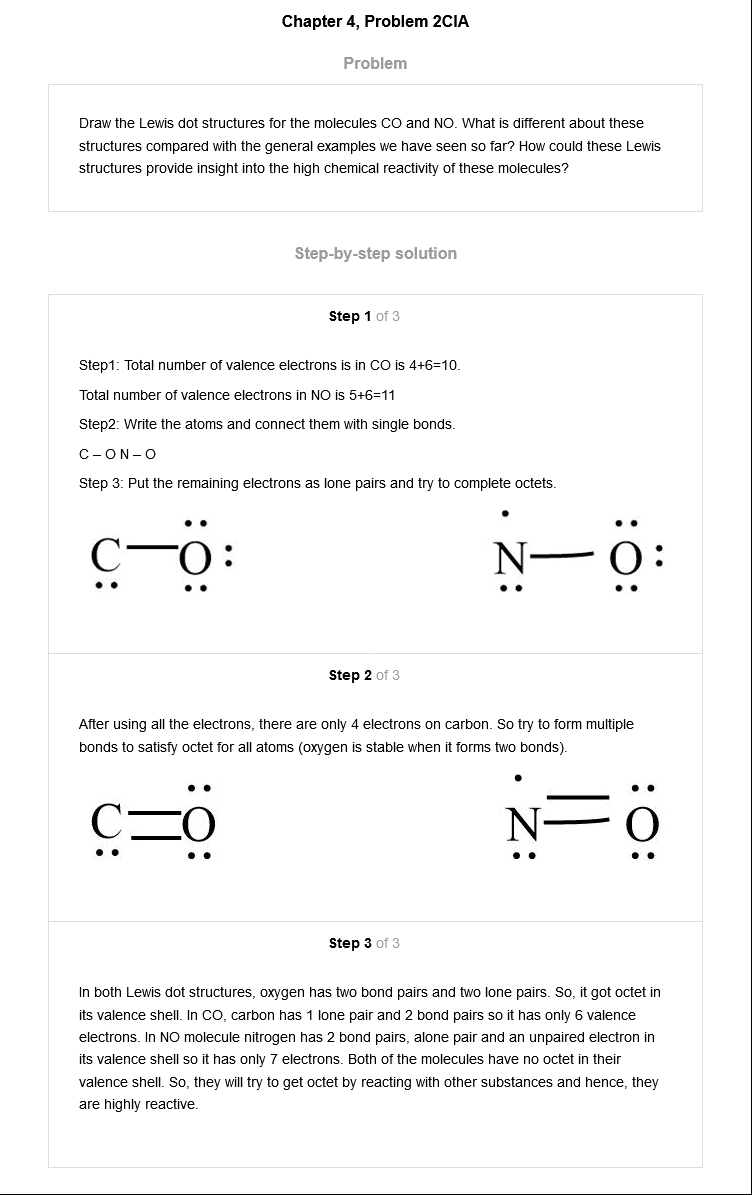 Chapter 4, Problem 2CIA
Problem
Draw the Lewis dot structures for the molecules CO and NO. What is different about these
structures compared with the general examples we have seen so far? How could these Lewis
structures provide insight into the high chemical reactivity of these molecules?
Step-by-step solution
Step 1 of 3
Step1: Total number of valence electrons is in CO is 4+6=10.
Total number of valence electrons in NO is 5+6=11
Step2: Write the atoms and connect them with single bonds.
C – O N – O
Step 3: Put the remaining electrons as lone pairs and try to complete octets.
C O N O
Step 2 of 3
After using all the electrons, there are only 4 electrons on carbon. So try to form multiple
bonds to satisfy octet for all atoms (oxygen is stable when it forms two bonds).
C O N O
Step 3 of 3
In both Lewis dot structures, oxygen has two bond pairs and two lone pairs. So, it got octet in
its valence shell. In CO, carbon has 1 lone pair and 2 bond pairs so it has only 6 valence
electrons. In NO molecule nitrogen has 2 bond pairs, alone pair and an unpaired electron in
its valence shell so it has only 7 electrons. Both of the molecules have no octet in their
valence shell. So, they will try to get octet by reacting with other substances and hence, they
are highly reactive.